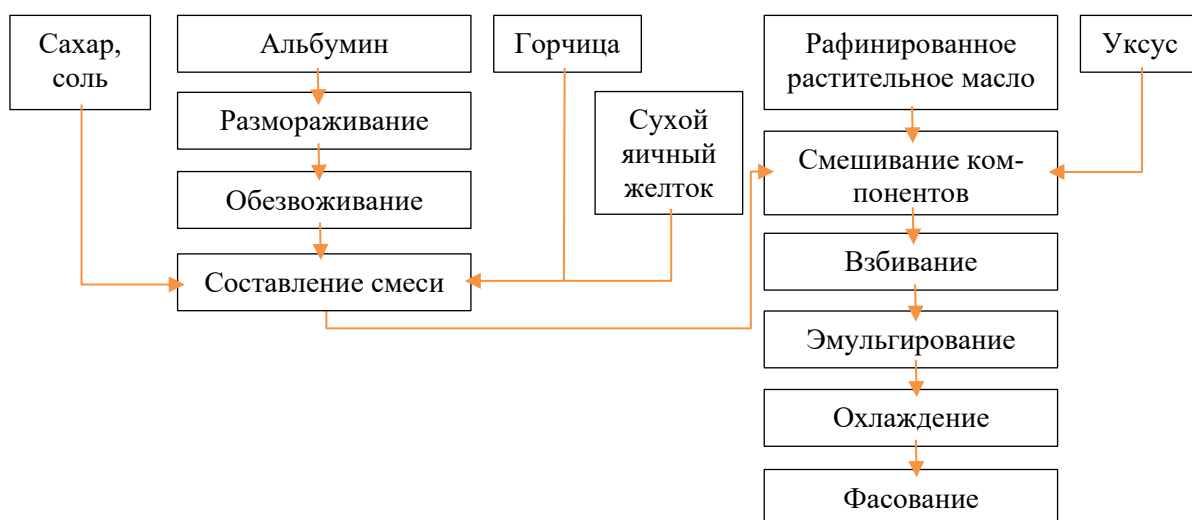 Сахар,
соль
Альбумин
Горчица
Рафинированное
растительное масло
Уксус
Размораживание
Сухой
яичный
желток
Смешивание ком-
понентов
Обезвоживание
Составление смеси
Взбивание
Эмульгирование
Охлаждение
Фасование